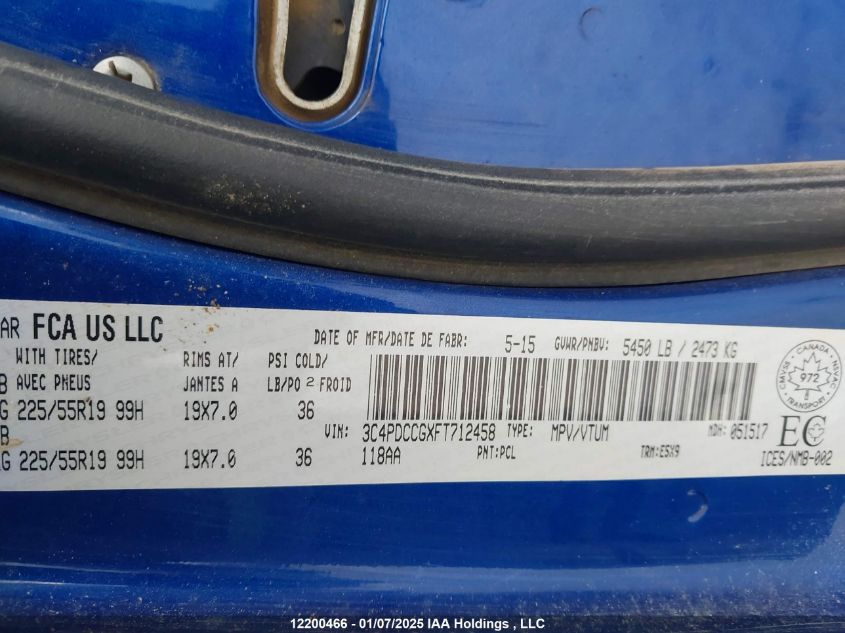 AR FCA US LLC
DATE OF MFR/DATE DE FABR: 5-15 GVWR/PNBV: 5450 LB / 2473 KG
WITH TIRES/ RIMS AT/ PSI COLD/
B AVEC PNEUS JANTES A LB/PO 2 FROID
G 225/55R19 99H 19X7.0 36
B VIN: 3C4PDCCGXFT712458 TYPE: MPV/VTUM MDH: 051517
KG 225/55R19 99H 19X7.0 36 118AA PNT:PCL TRM:E5X9
CANADA
972
8
TRANSPORT
EC
ICES/NMB-002
12200466 - 01/07/2025 IAA Holdings , LLC